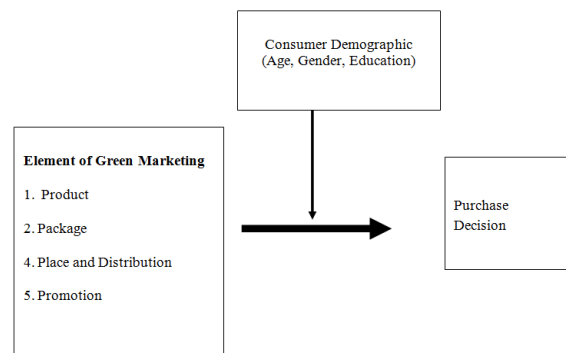 Consumer Demographic
(Age, Gender, Education)
Element of Green Marketing
1. Product
2. Package
4. Place and Distribution
5. Promotion
Purchase
Decision